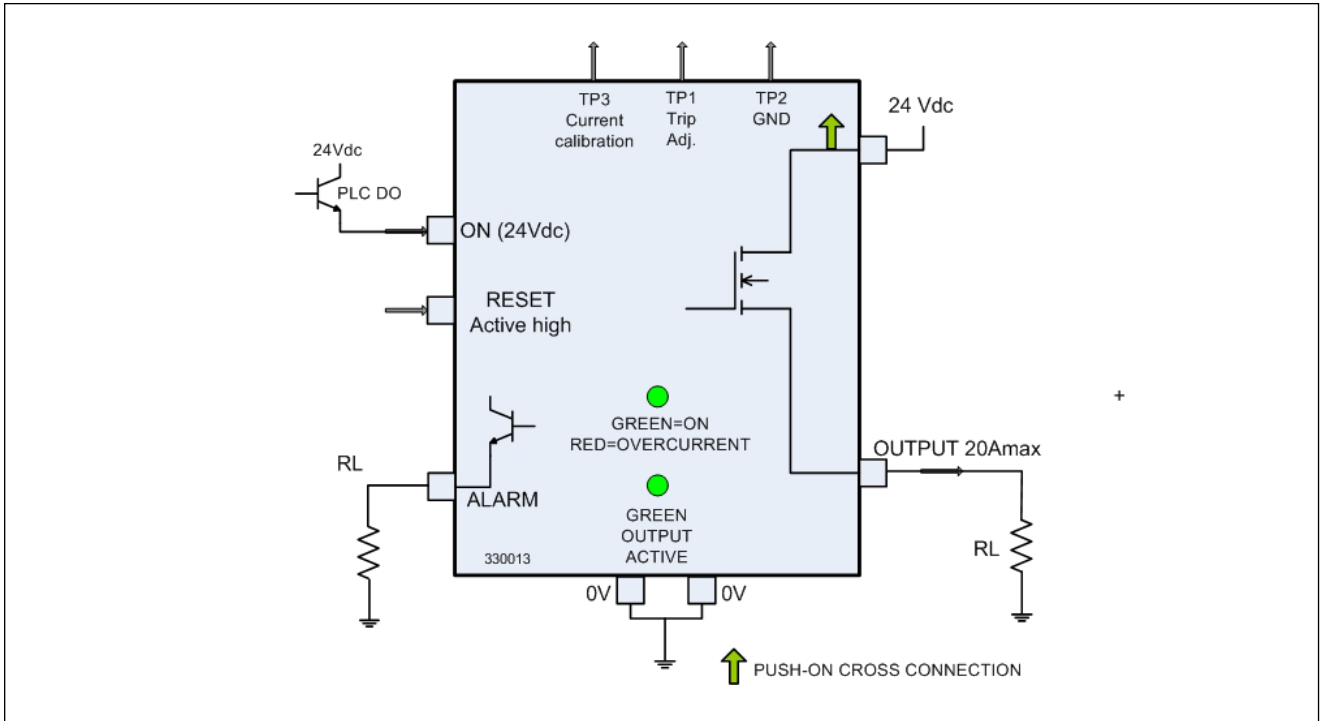 TP3
Current
calibration
TP1
Trip
Adj.
TP2
GND
24 Vdc
24Vdc
PLC DO
ON (24Vdc)
RESET
Active high
GREEN=ON
RED=OVERCURRENT
OUTPUT 20Amax
RL
ALARM
GREEN
OUTPUT
ACTIVE
RL
330013
0V
0V
PUSH-ON CROSS CONNECTION